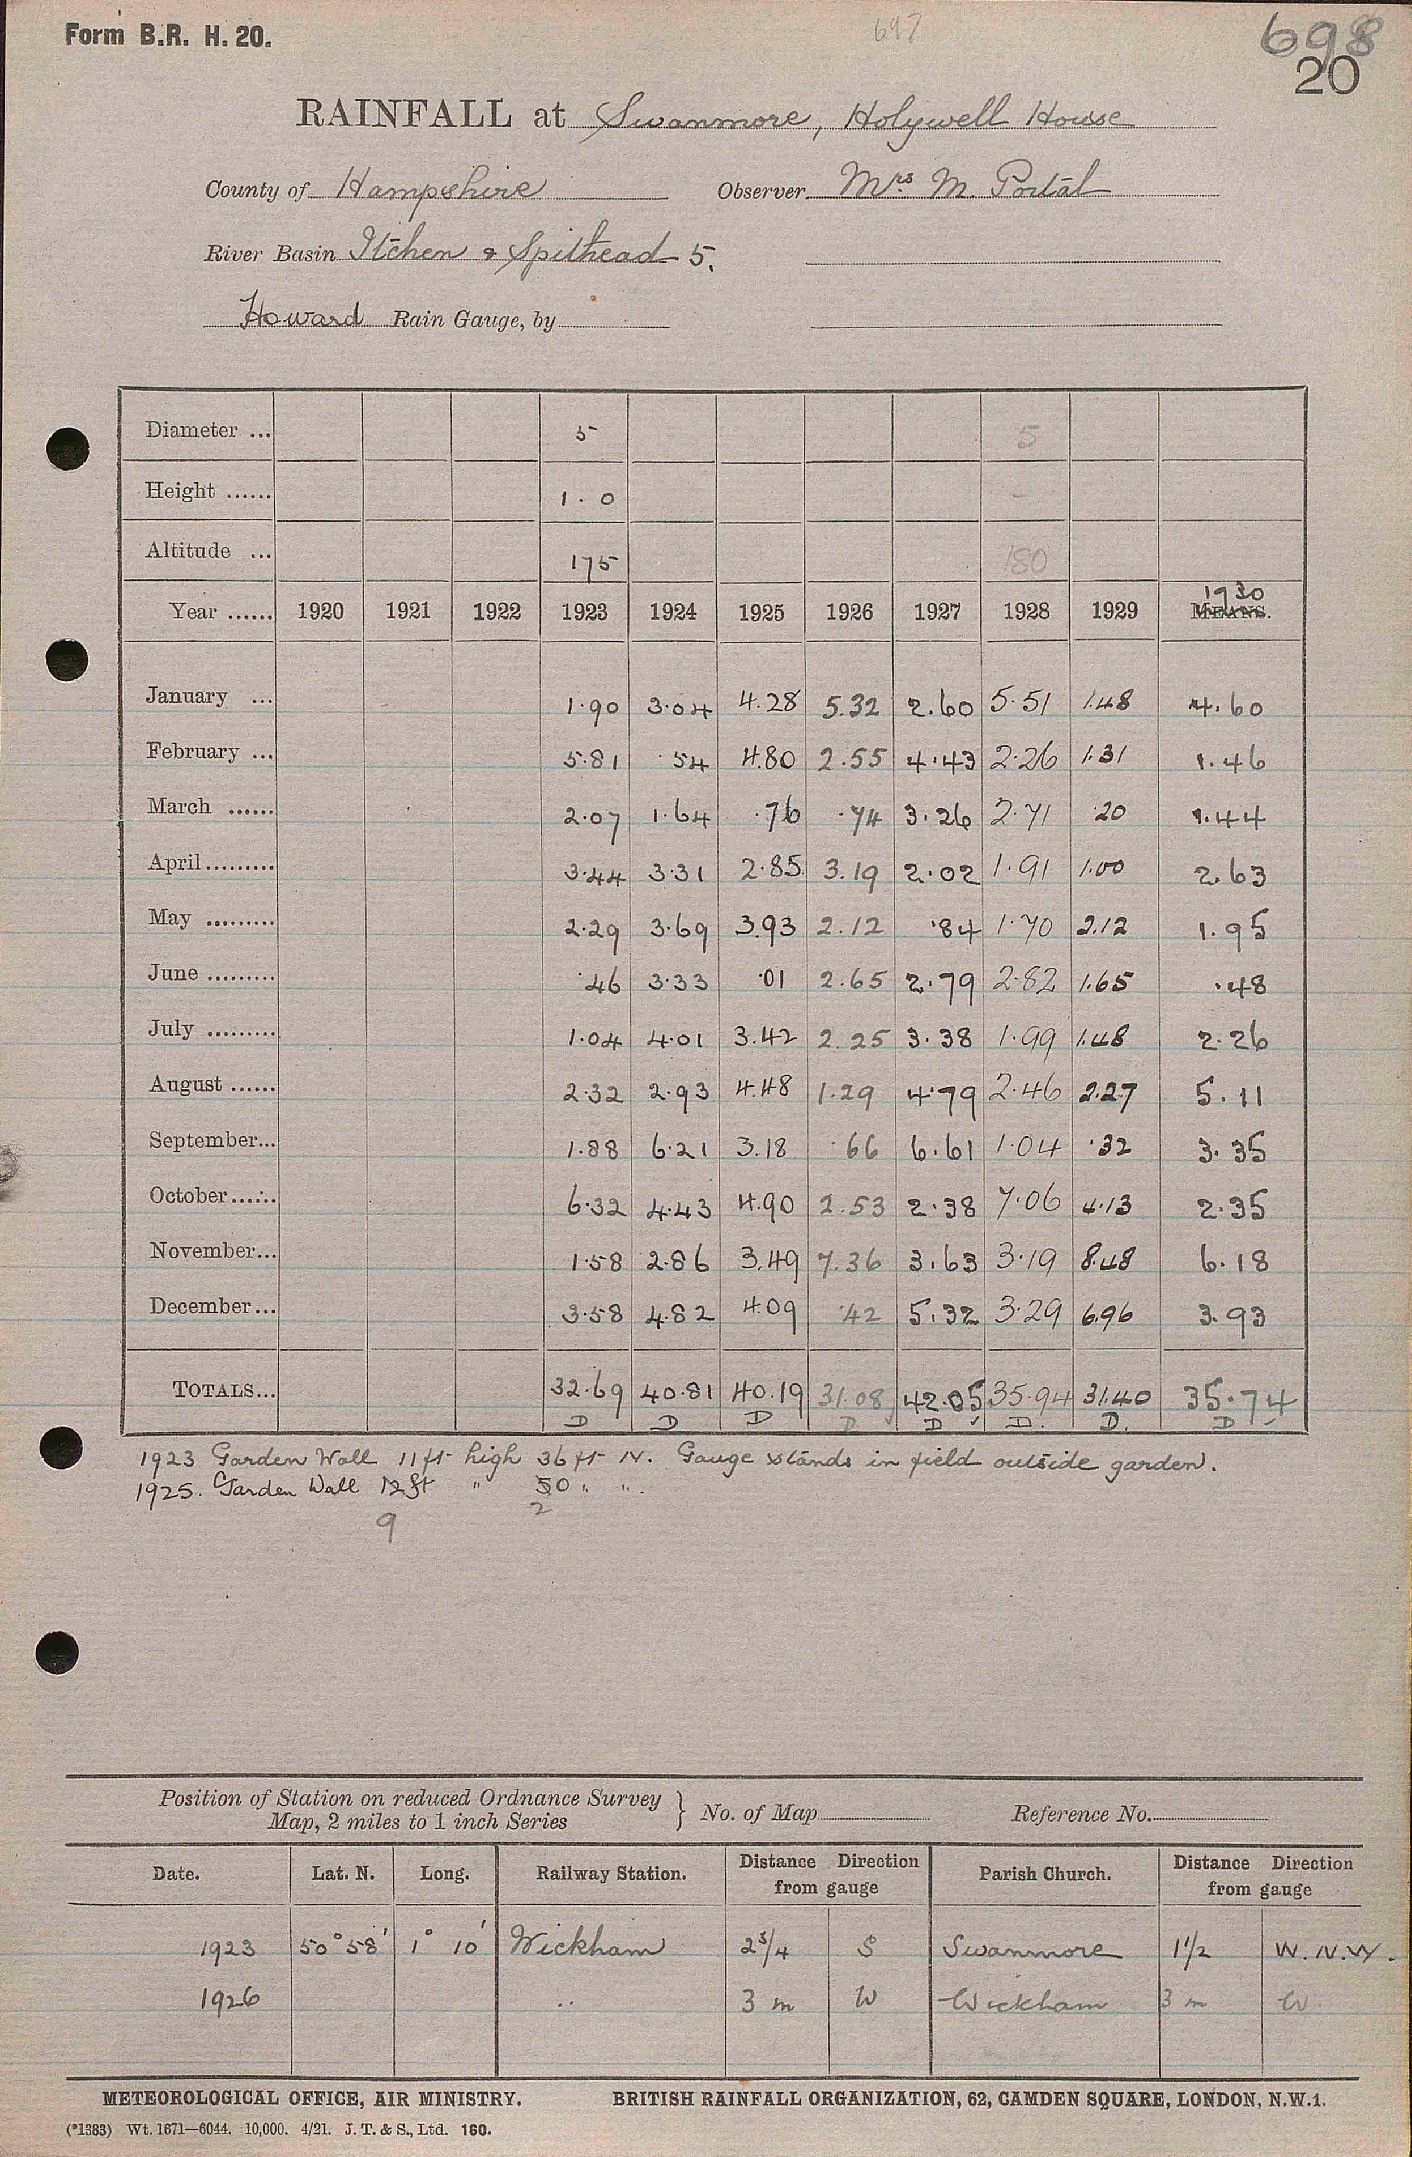 Form B.R. H. 20.
697
698
20
RAINFALL at Swanmore, Holywell House
County of Hampshire Observer Mrs M. Portal
River Basin Itchen & Spithead 5.
Howard Rain Gauge, by
Diameter ... 5 5
Height ...... 1.0 -
Altitude ... 175 180
Year ...... 1920 1921 1922 1923 1924 1925 1926 1927 1928 1929 1930 MEANS.
January ... 1.90 3.04 4.28 5.32 2.60 5.51 1.48 4.60
February ... 5.81 .54 4.80 2.55 4.43 2.26 1.31 1.46
March ...... 2.07 1.64 .76 .74 3.26 2.71 .20 1.44
April......... 3.44 3.31 2.85 3.19 2.02 1.91 1.00 2.63
May ......... 2.29 3.69 3.93 2.12 .84 1.70 2.12 1.95
June ......... .46 3.33 .01 2.65 2.79 2.82 1.65 .48
July ......... 1.04 4.01 3.42 2.25 3.38 1.99 1.48 2.26
August ...... 2.32 2.93 4.48 1.29 4.79 2.46 2.27 5.11
September... 1.88 6.21 3.18 .66 6.61 1.04 .32 3.35
October...... 6.32 4.43 4.90 2.53 2.38 7.06 4.13 2.35
November... 1.58 2.86 3.49 7.36 3.63 3.19 8.48 6.18
December... 3.58 4.82 4.09 .42 5.32 3.29 6.96 3.93
TOTALS... 32.69 40.81 40.19 31.08 42.05 35.94 31.40 35.74
D D D D D D. D. D
1923 Garden Wall 11ft high 36 ft N. Gauge stands in field outside garden.
1925. Garden Wall 12ft " 50 " ".
9 2
Position of Station on reduced Ordnance Survey
Map, 2 miles to 1 inch Series } No. of Map Reference No.
Date. Lat. N. Long. Railway Station. Distance Direction from gauge Parish Church. Distance Direction from gauge
1923 50° 58' 1° 10' Wickham 2 3/4 S Swanmore 1 1/2 W.N.W.
1926 " 3 m W Wickham 3 m W
METEOROLOGICAL OFFICE, AIR MINISTRY. BRITISH RAINFALL ORGANIZATION, 62, CAMDEN SQUARE, LONDON, N.W.1.
(*1383) Wt. 1671—6044. 10,000. 4/21. J. T. & S., Ltd. 160.